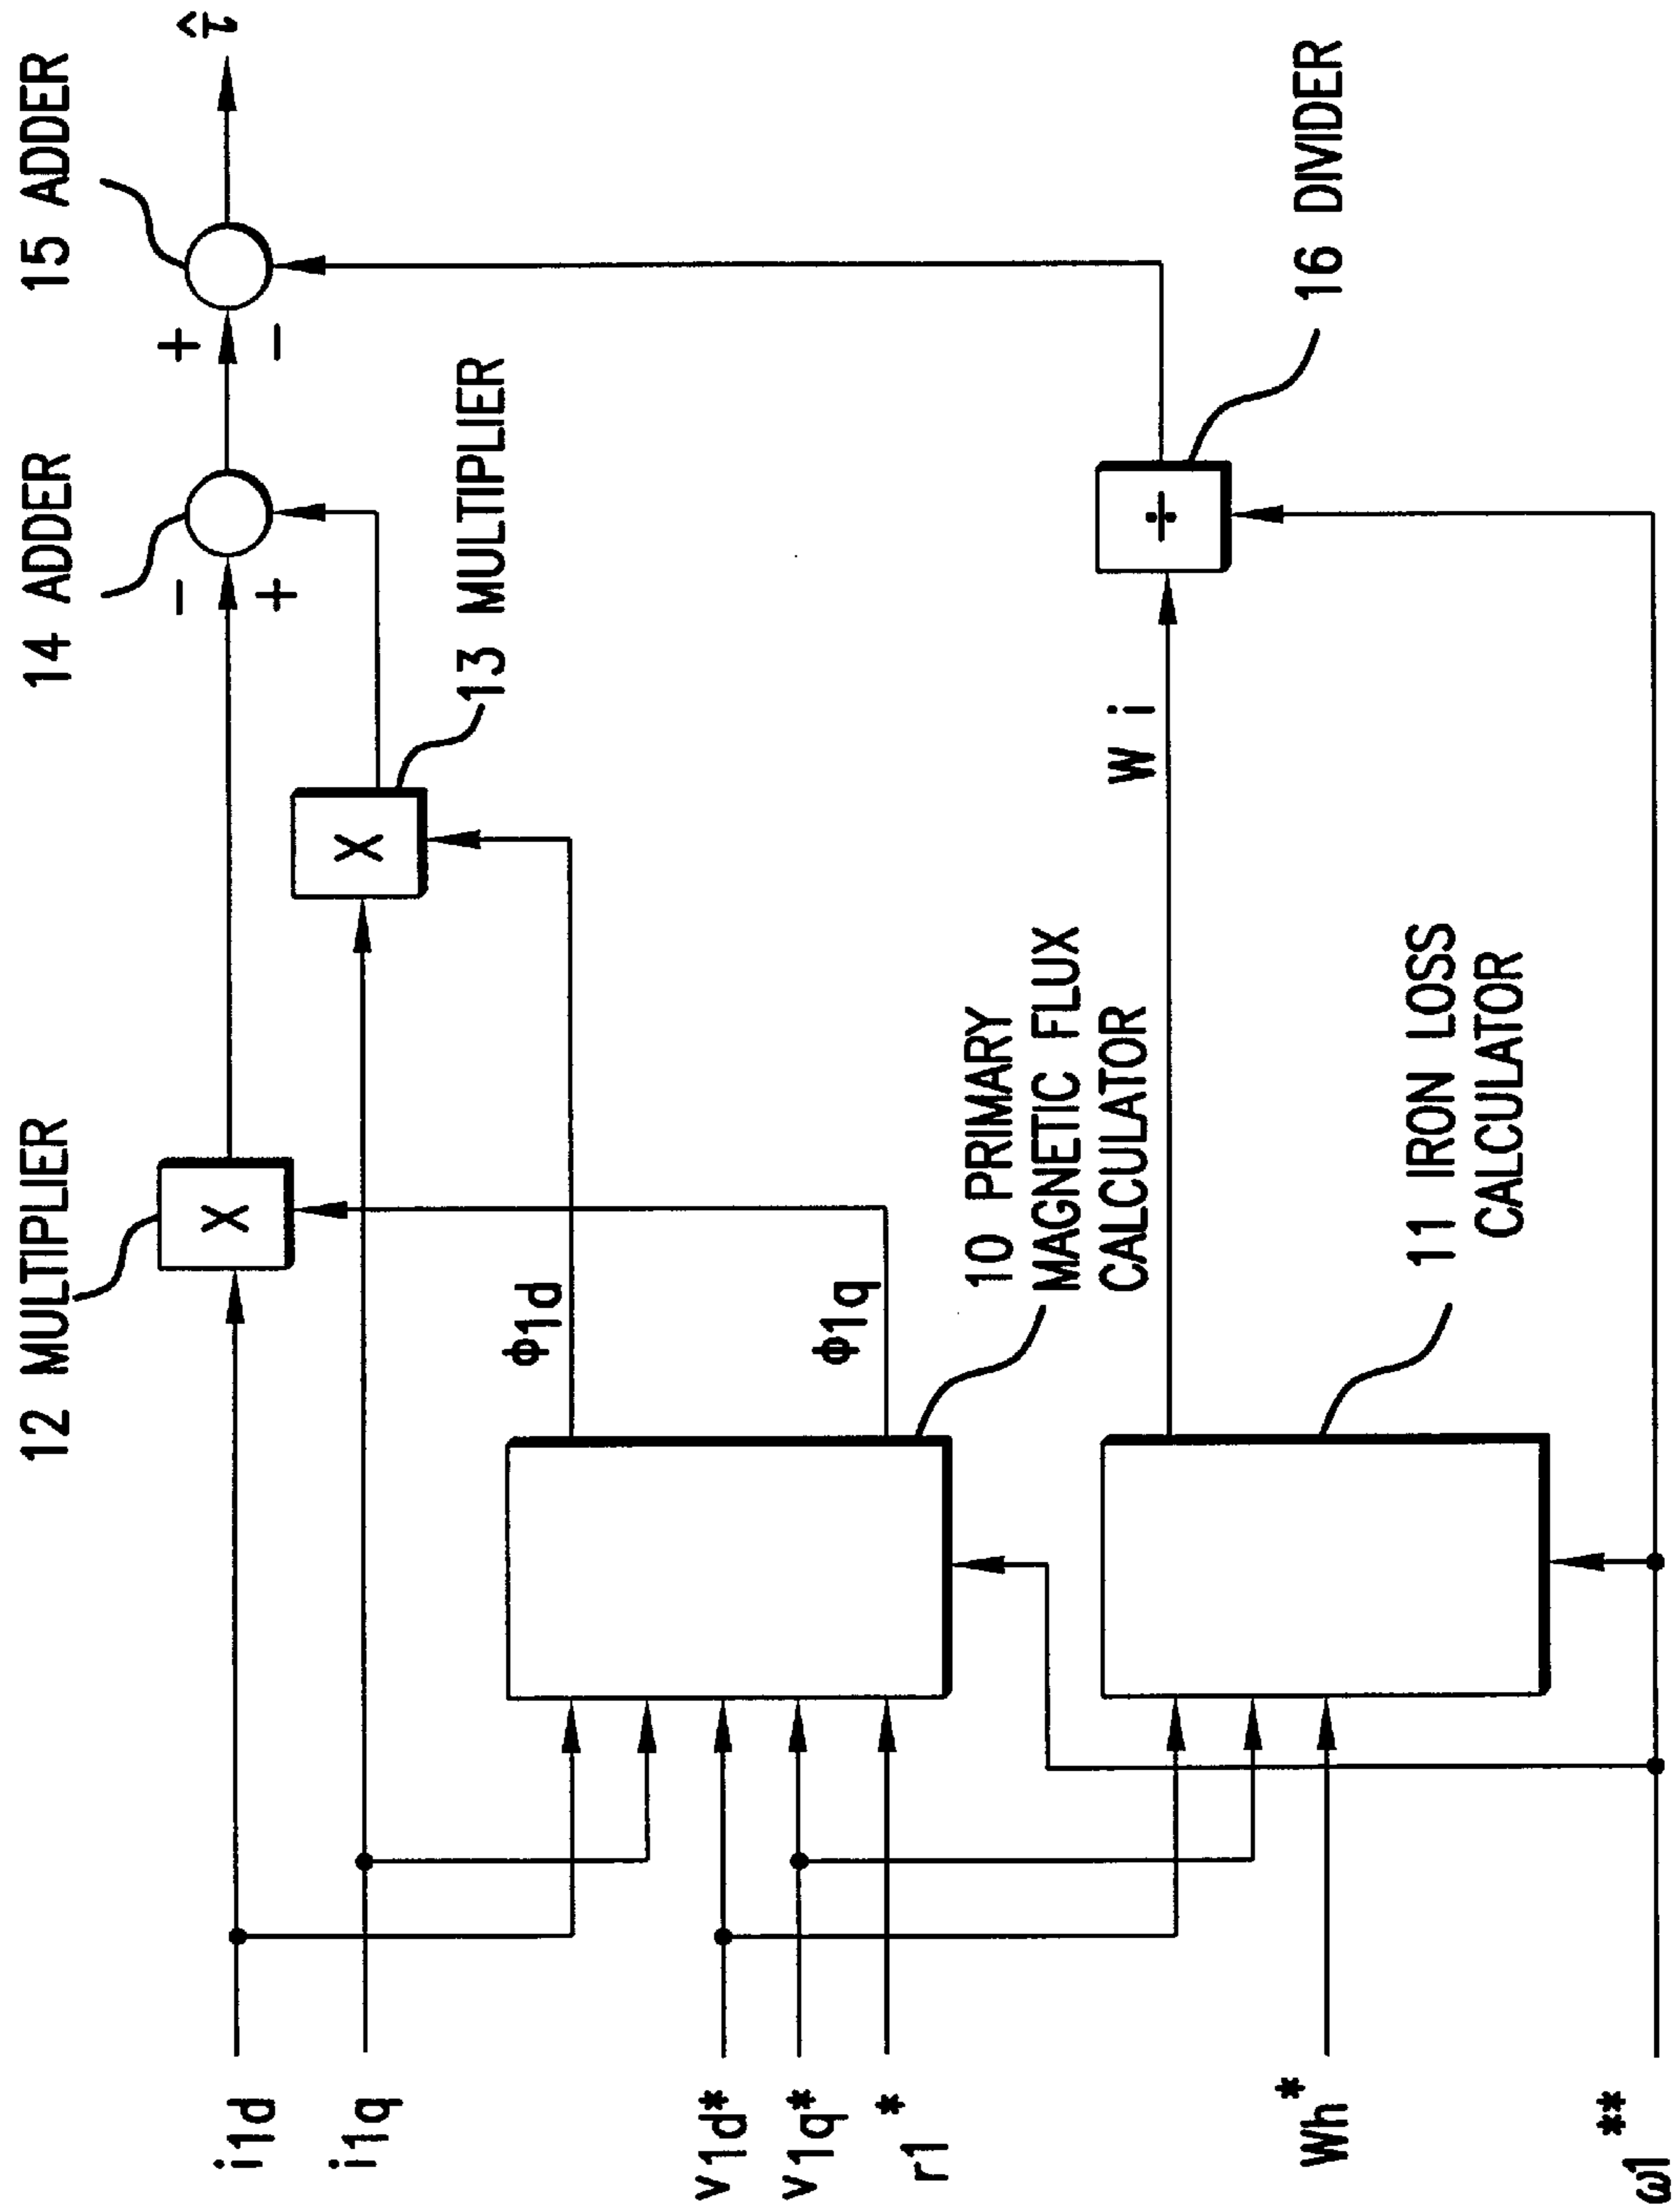 12 MULTIPLIER
14 ADDER
15 ADDER
i1d
X
−
+
+
−
τ̂
i1q
X
13 MULTIPLIER
ϕ1d
v1d*
v1q*
r1*
ϕ1q
10 PRIMARY
MAGNETIC FLUX
CALCULATOR
Wh*
W i
÷
16 DIVIDER
11 IRON LOSS
CALCULATOR
ω1**